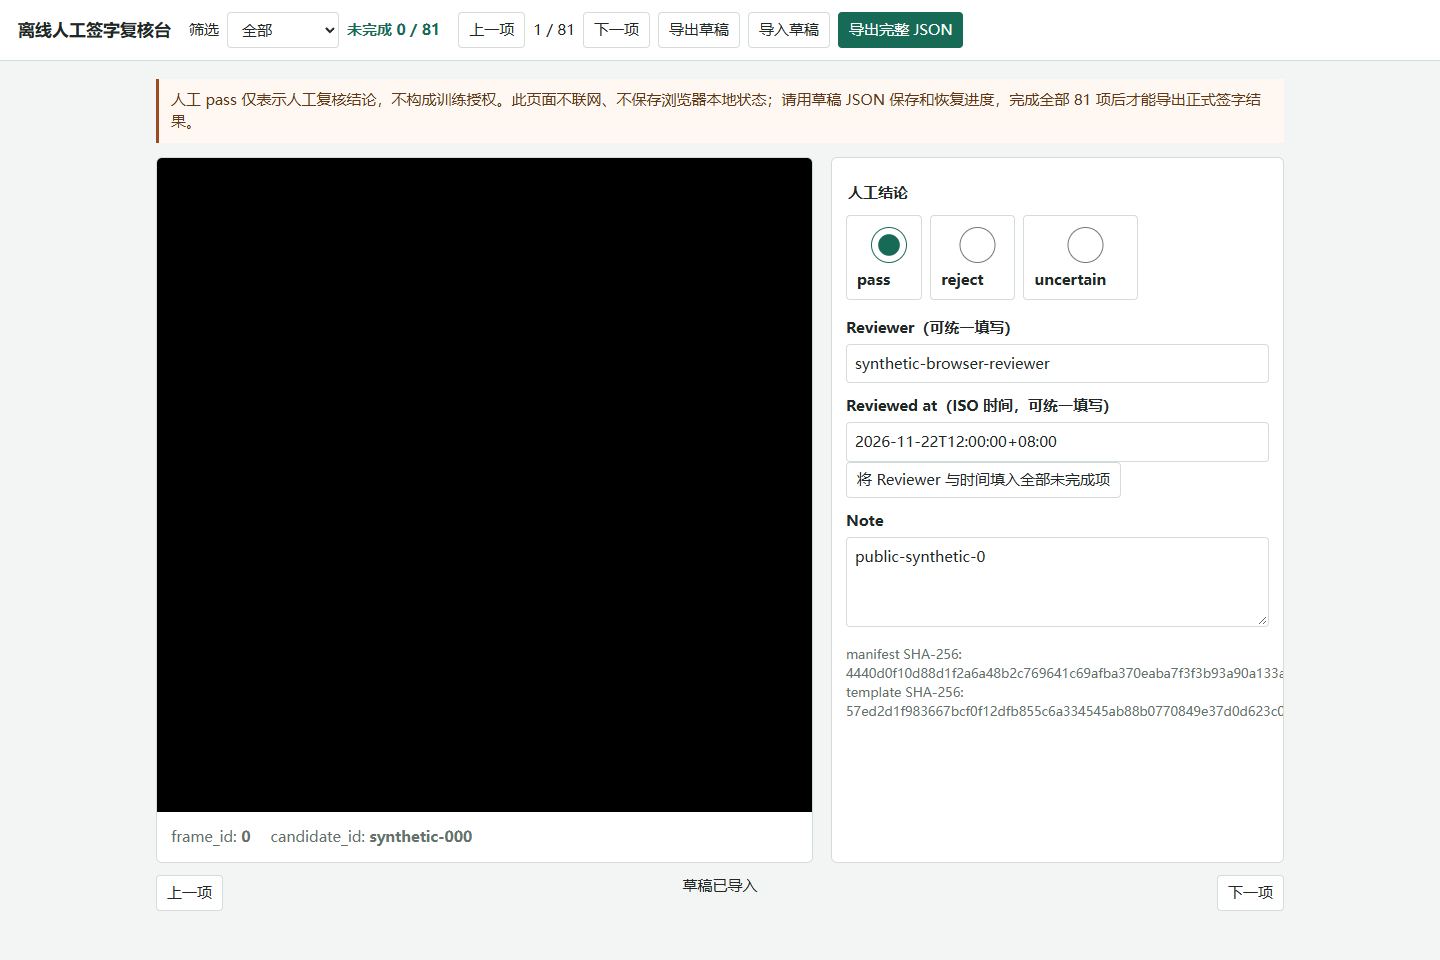 离线人工签字复核台 筛选 全部 未完成 0 / 81 上一项 1 / 81 下一项 导出草稿 导入草稿 导出完整 JSON
人工 pass 仅表示人工复核结论，不构成训练授权。此页面不联网、不保存浏览器本地状态；请用草稿 JSON 保存和恢复进度，完成全部 81 项后才能导出正式签字结
果。
人工结论
pass reject uncertain
Reviewer（可统一填写）
synthetic-browser-reviewer
Reviewed at（ISO 时间，可统一填写）
2026-11-22T12:00:00+08:00
将 Reviewer 与时间填入全部未完成项
Note
public-synthetic-0
manifest SHA-256:
4440d0f10d88d1f2a6a48b2c769641c69afba370eaba7f3f3b93a90a133a
template SHA-256:
57ed2d1f983667bcf0f12dfb855c6a334545ab88b0770849e37d0d623c0
frame_id: 0 candidate_id: synthetic-000
上一项 草稿已导入 下一项